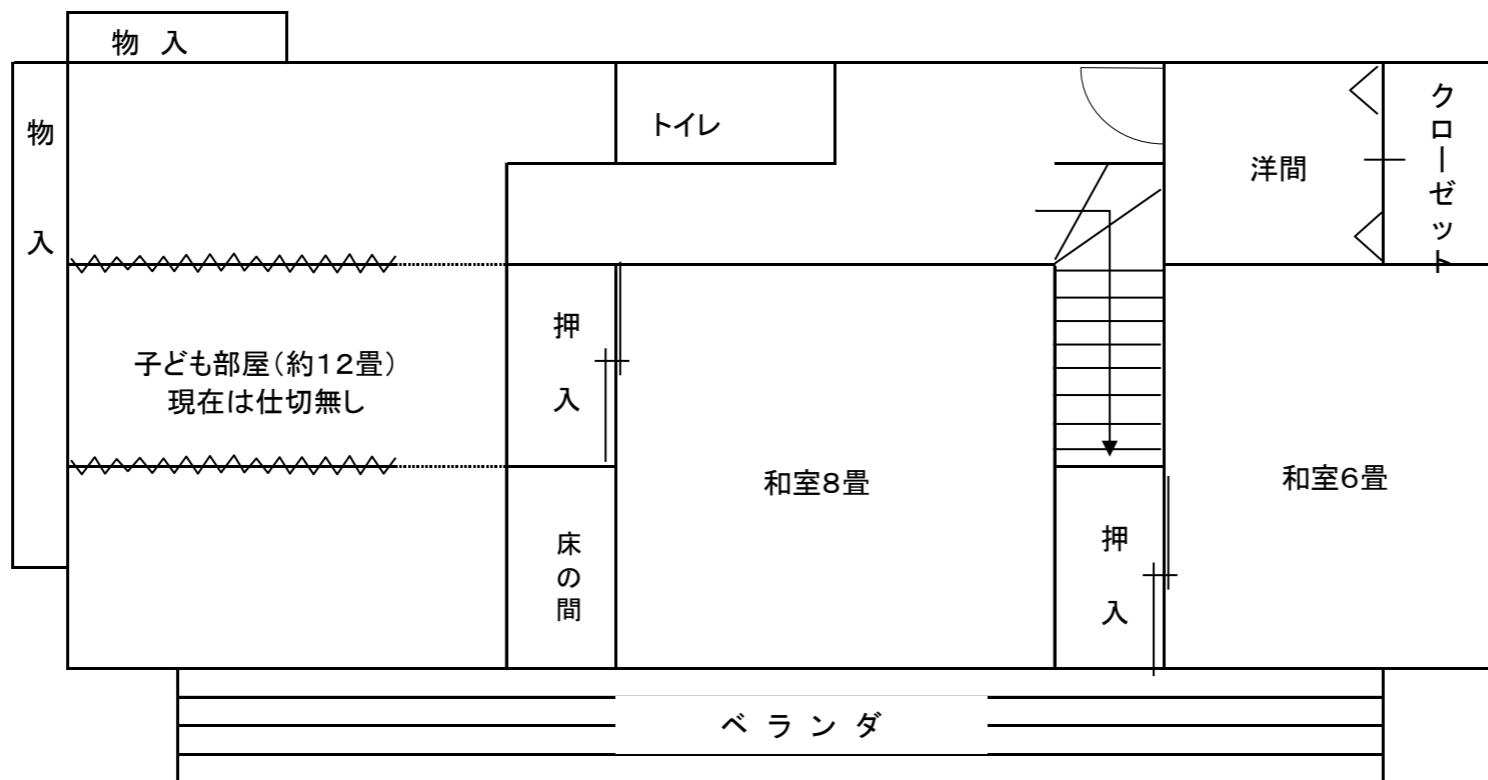 物 入
物 入
トイレ
洋間
クローゼット
子ども部屋(約12畳)
現在は仕切無し
押 入
和室8畳
和室6畳
床の間
押 入
ベ ラ ン ダ